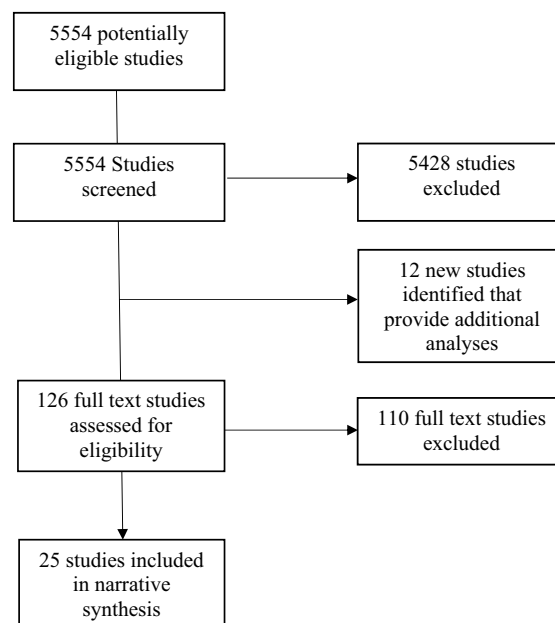 5554 potentially
eligible studies
5554 Studies
screened
5428 studies
excluded
12 new studies
identified that
provide additional
analyses
126 full text studies
assessed for
eligibility
110 full text studies
excluded
25 studies included
in narrative
synthesis